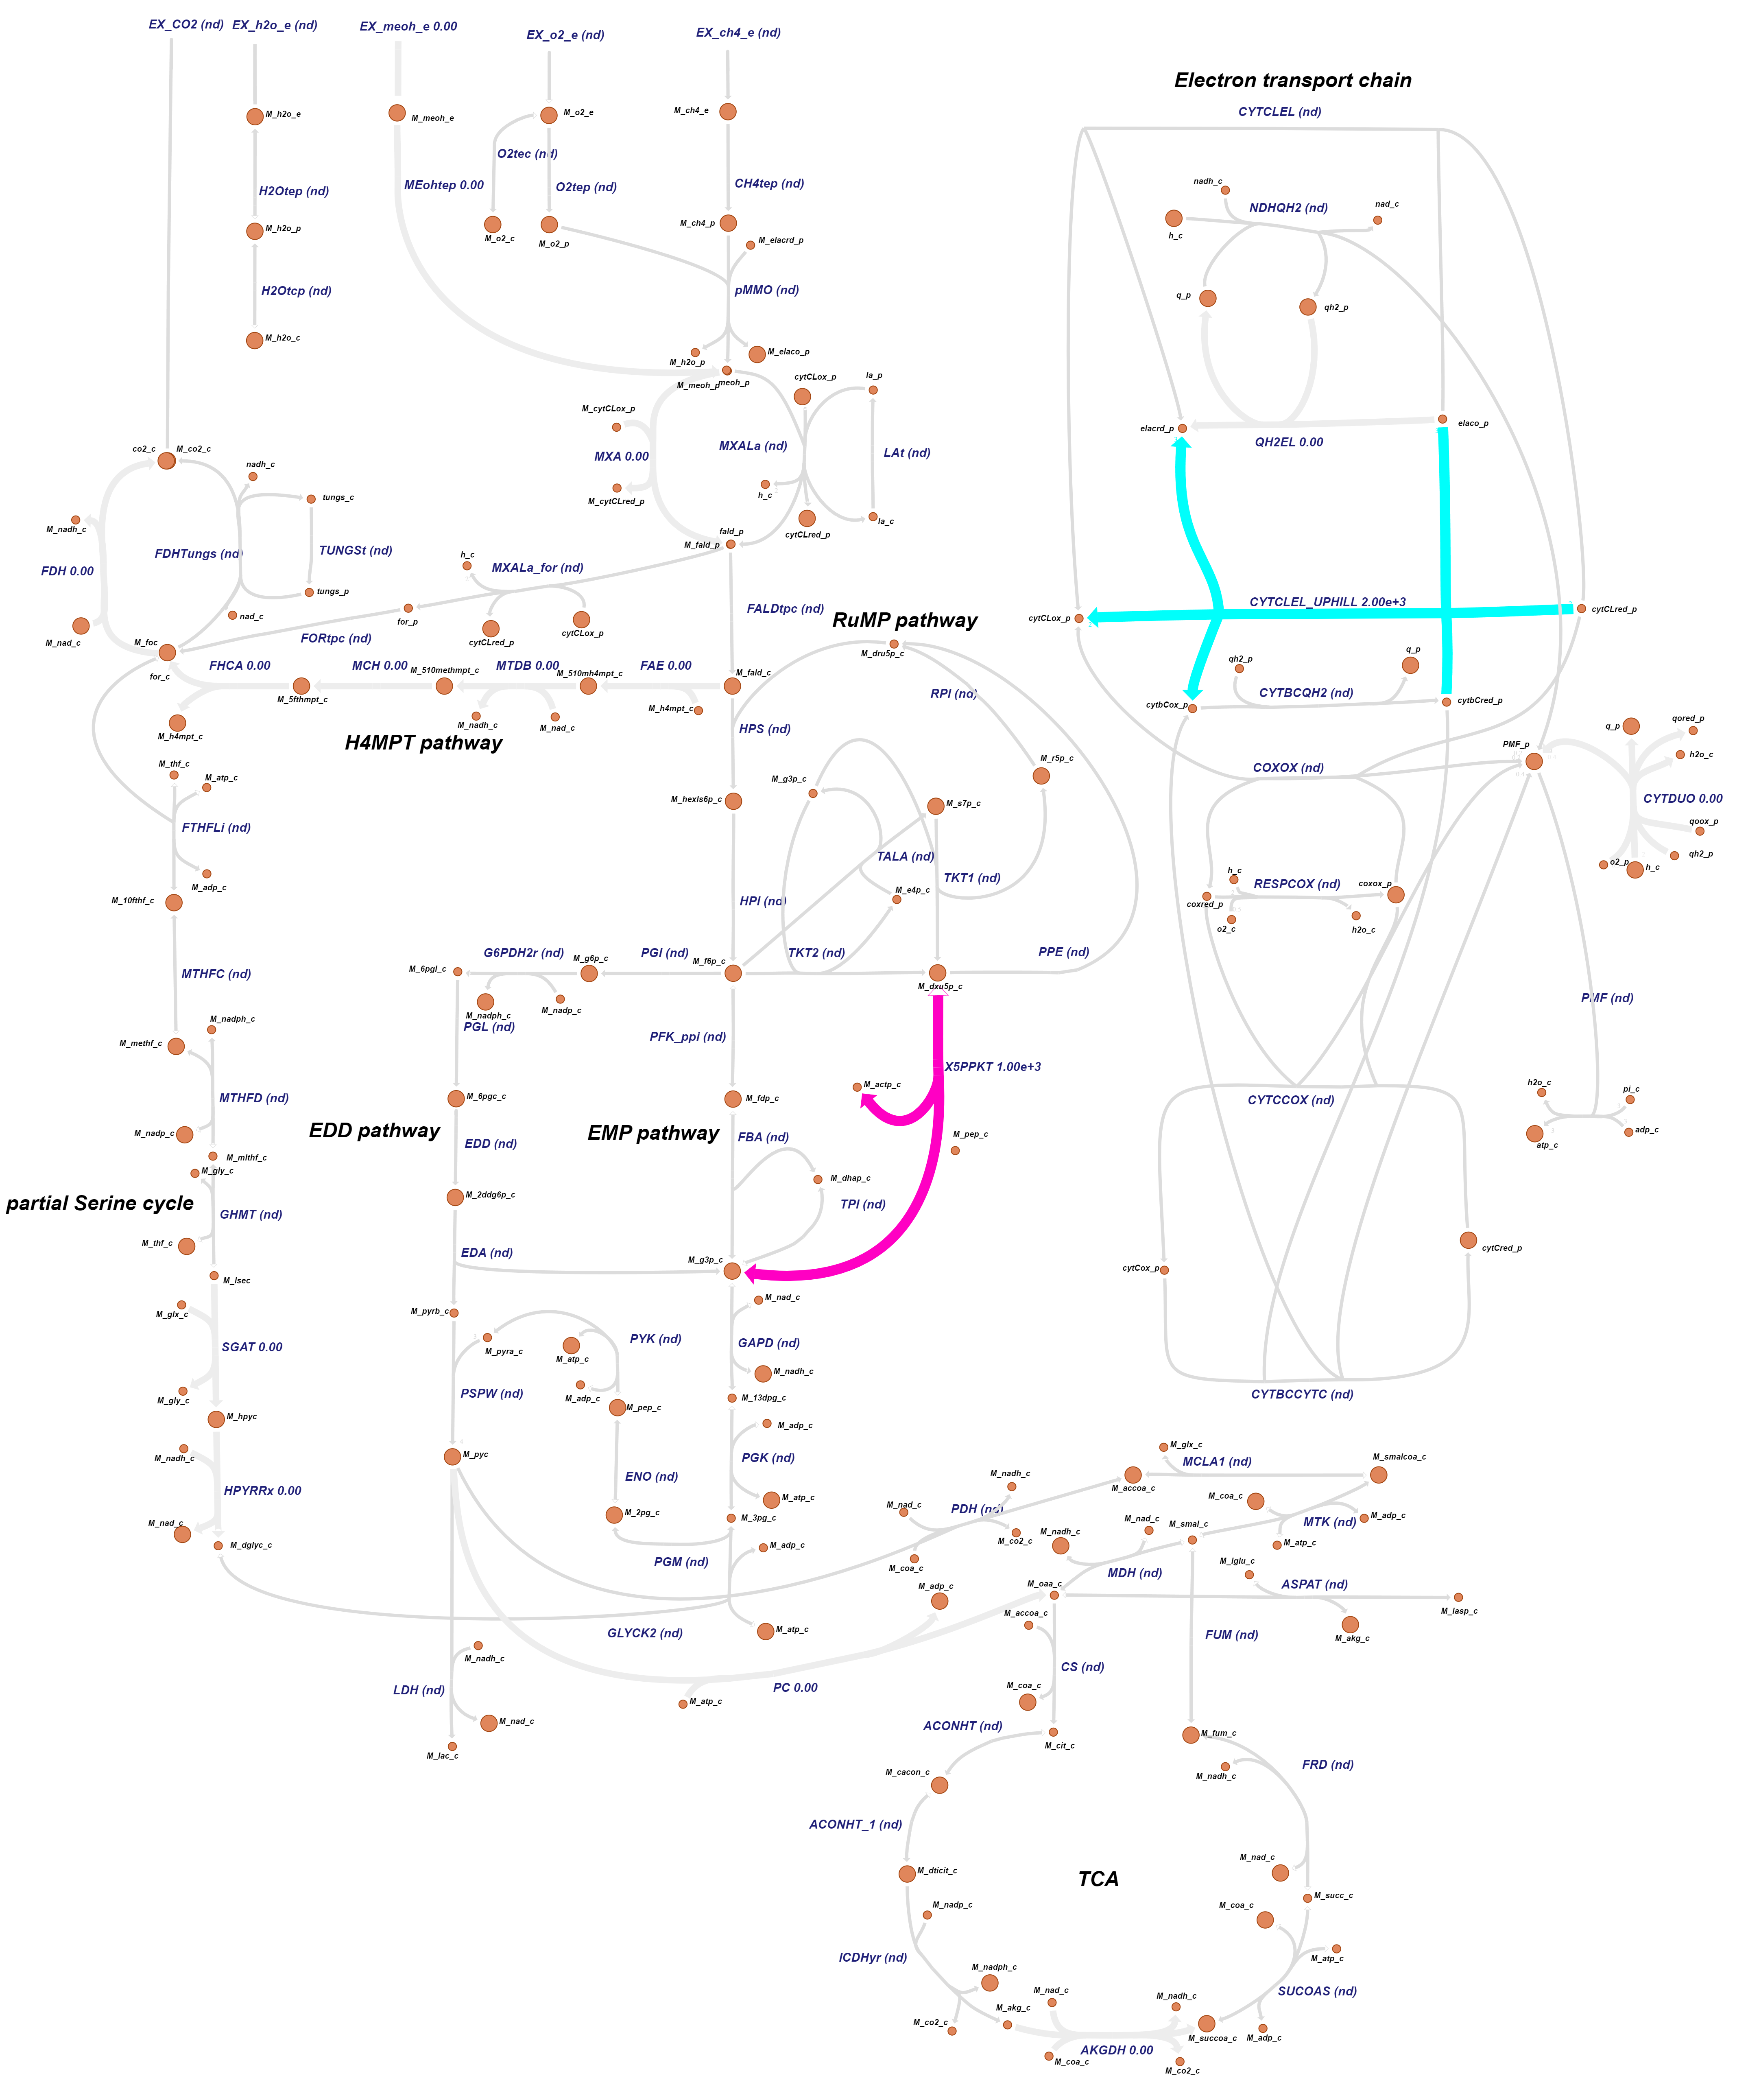 EX_CO2 (nd)
EX_h2o_e (nd)
EX_meoh_e 0.00
EX_o2_e (nd)
EX_ch4_e (nd)
Electron transport chain
CYTCLEL (nd)
M_h2o_e
M_meoh_e
M_o2_e
M_ch4_e
O2tec (nd)
H2Otep (nd)
MEohtep 0.00
O2tep (nd)
CH4tep (nd)
nadh_c
NDHQH2 (nd)
nad_c
h_c
M_h2o_p
M_o2_c
M_o2_p
M_ch4_p
M_elacrd_p
H2Otcp (nd)
pMMO (nd)
q_p
qh2_p
M_h2o_c
M_h2o_p
M_elaco_p
M_meoh_p
meoh_p
cytCLox_p
la_p
M_cytCLox_p
elacrd_p
QH2EL 0.00
elaco_p
co2_c
M_co2_c
nadh_c
tungs_c
MXA 0.00
MXALa (nd)
LAt (nd)
M_cytCLred_p
h_c
cytCLred_p
la_c
M_nadh_c
FDH 0.00
FDHTungs (nd)
TUNGSt (nd)
tungs_p
nad_c
M_nad_c
M_fald_p
fald_p
h_c
MXALa_for (nd)
for_p
cytCLred_p
cytCLox_p
FALDtpc (nd)
RuMP pathway
CYTCLEL_UPHILL 2.00e+3
cytCLox_p
cytCLred_p
M_foc
for_c
FORtpc (nd)
FHCA 0.00
MCH 0.00
MTDB 0.00
FAE 0.00
M_5fthmpt_c
M_510methmpt_c
M_510mh4mpt_c
M_fald_c
M_h4mpt_c
M_nadh_c
M_nad_c
M_h4mpt_c
H4MPT pathway
M_dru5p_c
RPI (nd)
HPS (nd)
qh2_p
q_p
CYTBCQH2 (nd)
cytbCox_p
cytbCred_p
M_thf_c
M_atp_c
FTHFLi (nd)
M_adp_c
M_10fthf_c
M_hexls6p_c
M_g3p_c
M_s7p_c
M_r5p_c
TALA (nd)
TKT1 (nd)
M_e4p_c
HPI (nd)
COXOX (nd)
PMF_p
q_p
qored_p
h2o_c
CYTDUO 0.00
qoox_p
qh2_p
o2_p
h_c
h_c
RESPCOX (nd)
coxox_p
coxred_p
o2_c
h2o_c
MTHFC (nd)
M_methf_c
M_6pgl_c
G6PDH2r (nd)
M_g6p_c
PGI (nd)
M_f6p_c
TKT2 (nd)
M_dxu5p_c
PPE (nd)
M_nadph_c
M_nadp_c
PGL (nd)
PFK_ppi (nd)
PMF (nd)
M_nadph_c
MTHFD (nd)
M_nadp_c
M_6pgc_c
EDD pathway
EDD (nd)
M_fdp_c
EMP pathway
FBA (nd)
M_actp_c
X5PPKT 1.00e+3
M_pep_c
CYTCCOX (nd)
h2o_c
pi_c
atp_c
adp_c
M_mlthf_c
M_gly_c
partial Serine cycle
GHMT (nd)
M_thf_c
M_2ddg6p_c
M_dhap_c
TPI (nd)
EDA (nd)
M_g3p_c
cytCox_p
cytCred_p
M_lsec
M_glx_c
SGAT 0.00
M_gly_c
M_hpyc
M_pyrb_c
M_pyra_c
PSPW (nd)
M_atp_c
PYK (nd)
M_adp_c
M_pep_c
M_nad_c
GAPD (nd)
M_nadh_c
M_13dpg_c
M_adp_c
CYTBCCYTC (nd)
M_nadh_c
HPYRRx 0.00
M_nad_c
M_dglyc_c
M_pyc
ENO (nd)
M_2pg_c
PGK (nd)
M_atp_c
M_3pg_c
PGM (nd)
M_adp_c
M_atp_c
GLYCK2 (nd)
M_glx_c
MCLA1 (nd)
M_accoa_c
M_smalcoa_c
M_nadh_c
M_nad_c
PDH (nd)
M_co2_c
M_coa_c
M_coa_c
MTK (nd)
M_adp_c
M_atp_c
M_nadh_c
M_nad_c
M_smal_c
MDH (nd)
M_oaa_c
M_lglu_c
ASPAT (nd)
M_lasp_c
M_akg_c
M_adp_c
M_accoa_c
CS (nd)
M_coa_c
FUM (nd)
PC 0.00
M_atp_c
M_nadh_c
LDH (nd)
M_nad_c
M_lac_c
ACONHT (nd)
M_cit_c
M_fum_c
M_nadh_c
FRD (nd)
M_cacon_c
ACONHT_1 (nd)
M_dticit_c
TCA
M_nad_c
M_succ_c
M_coa_c
M_nadp_c
ICDHyr (nd)
M_nadph_c
M_co2_c
M_akg_c
M_nad_c
M_nadh_c
M_atp_c
SUCOAS (nd)
M_succoa_c
M_adp_c
AKGDH 0.00
M_coa_c
M_co2_c